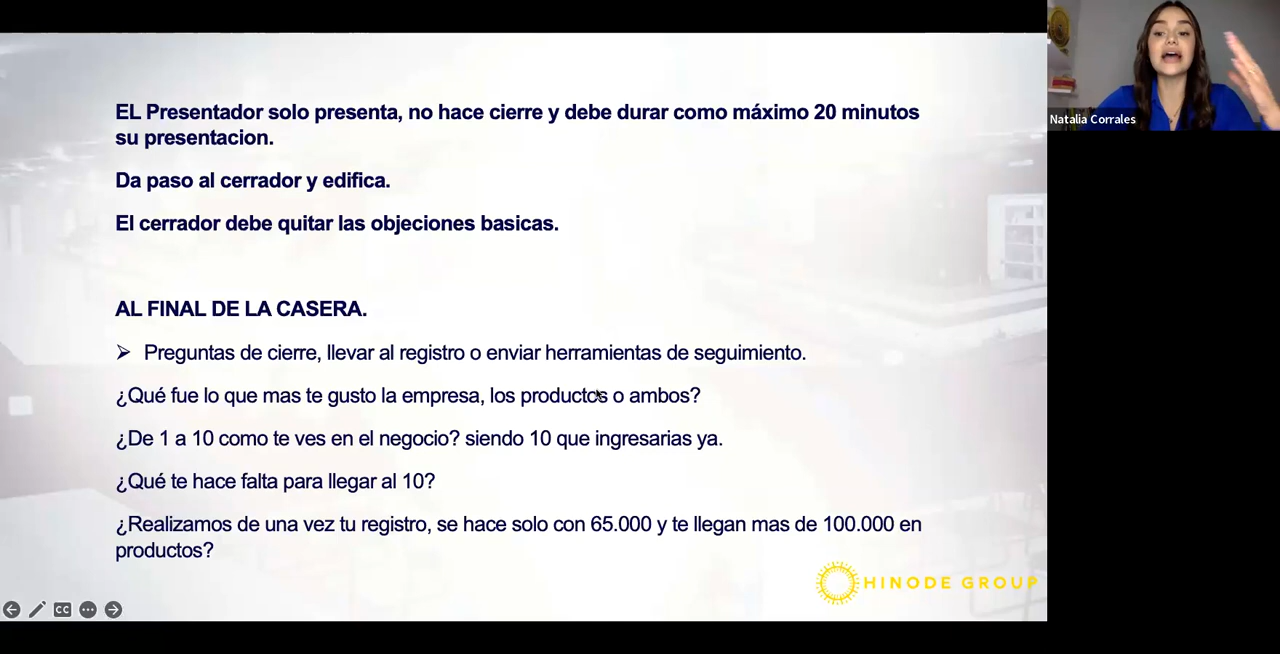 EL Presentador solo presenta, no hace cierre y debe durar como máximo 20 minutos
su presentacion.
Da paso al cerrador y edifica.
El cerrador debe quitar las objeciones basicas.
AL FINAL DE LA CASERA.
Preguntas de cierre, llevar al registro o enviar herramientas de seguimiento.
¿Qué fue lo que mas te gusto la empresa, los productos o ambos?
¿De 1 a 10 como te ves en el negocio? siendo 10 que ingresarias ya.
¿Qué te hace falta para llegar al 10?
¿Realizamos de una vez tu registro, se hace solo con 65.000 y te llegan mas de 100.000 en
productos?
HINODE GROUP
CC
Natalia Corrales